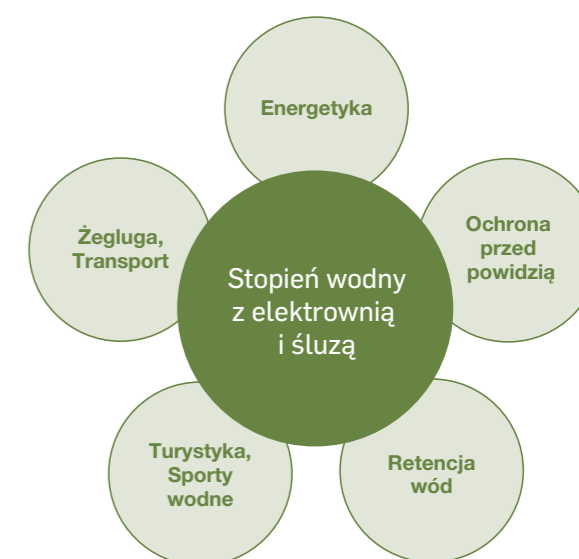 Energetyka
Żegluga,
Transport
Ochrona
przed
powidzią
Stopień wodny
z elektrownią
i śluzą
Turystyka,
Sporty
wodne
Retencja
wód